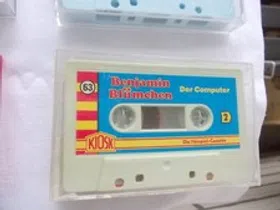 63
Benjamin
Blümchen
Der Computer
KIOSK
2
Die Hörspiel-Cassette